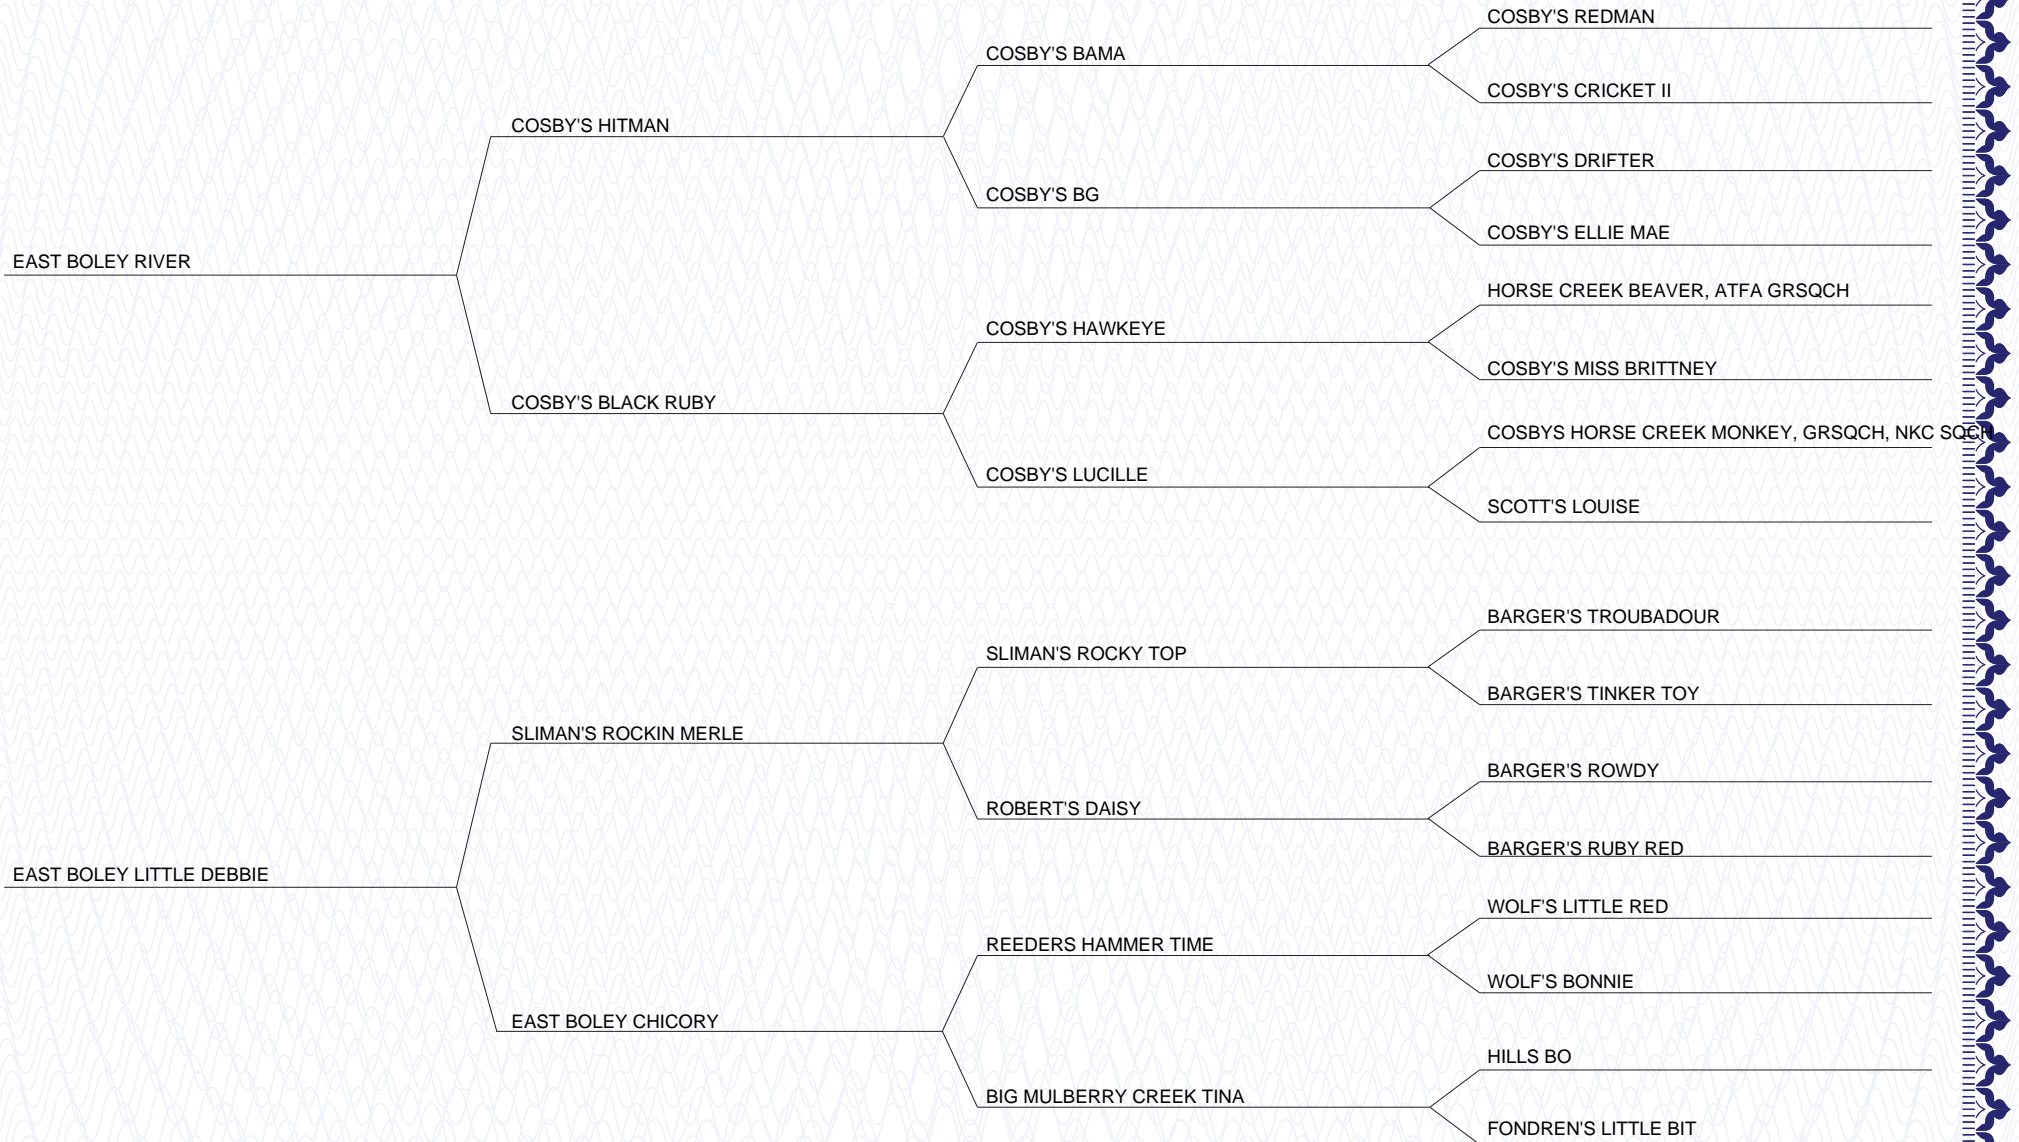 COSBY'S REDMAN
COSBY'S BAMA
COSBY'S CRICKET II
COSBY'S HITMAN
COSBY'S DRIFTER
COSBY'S BG
COSBY'S ELLIE MAE
EAST BOLEY RIVER
HORSE CREEK BEAVER, ATFA GRSQCH
COSBY'S HAWKEYE
COSBY'S MISS BRITTNEY
COSBY'S BLACK RUBY
COSBYS HORSE CREEK MONKEY, GRSQCH, NKC SQCH
COSBY'S LUCILLE
SCOTT'S LOUISE
BARGER'S TROUBADOUR
SLIMAN'S ROCKY TOP
BARGER'S TINKER TOY
SLIMAN'S ROCKIN MERLE
BARGER'S ROWDY
ROBERT'S DAISY
BARGER'S RUBY RED
EAST BOLEY LITTLE DEBBIE
WOLF'S LITTLE RED
REEDERS HAMMER TIME
WOLF'S BONNIE
EAST BOLEY CHICORY
HILLS BO
BIG MULBERRY CREEK TINA
FONDREN'S LITTLE BIT